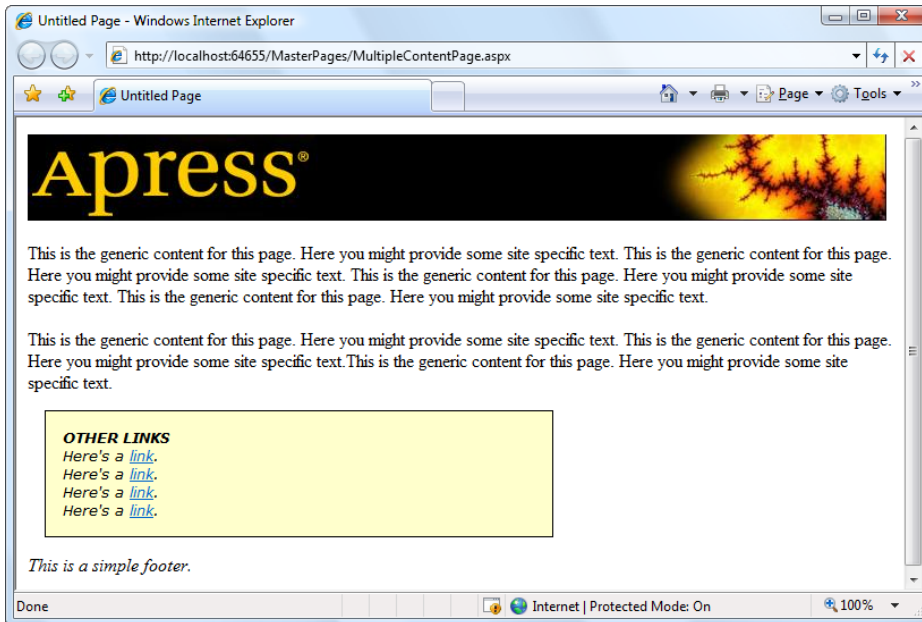 Untitled Page - Windows Internet Explorer
http://localhost:64655/MasterPages/MultipleContentPage.aspx
Untitled Page
Page
Tools
»
Apress®
This is the generic content for this page. Here you might provide some site specific text. This is the generic content for this page.
Here you might provide some site specific text. This is the generic content for this page. Here you might provide some site
specific text. This is the generic content for this page. Here you might provide some site specific text.
This is the generic content for this page. Here you might provide some site specific text. This is the generic content for this page.
Here you might provide some site specific text.This is the generic content for this page. Here you might provide some site
specific text.
OTHER LINKS
Here's a link.
Here's a link.
Here's a link.
Here's a link.
This is a simple footer.
Done
Internet | Protected Mode: On
100%